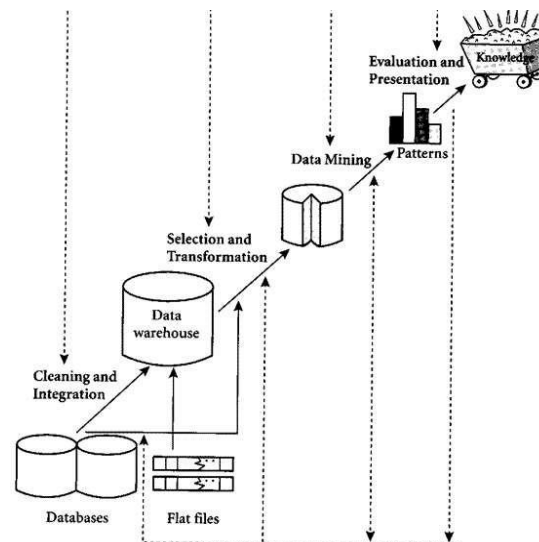 Evaluation and
Presentation
Knowledge
Data Mining
Patterns
Selection and
Transformation
Data
warehouse
Cleaning and
Integration
Databases
Flat files